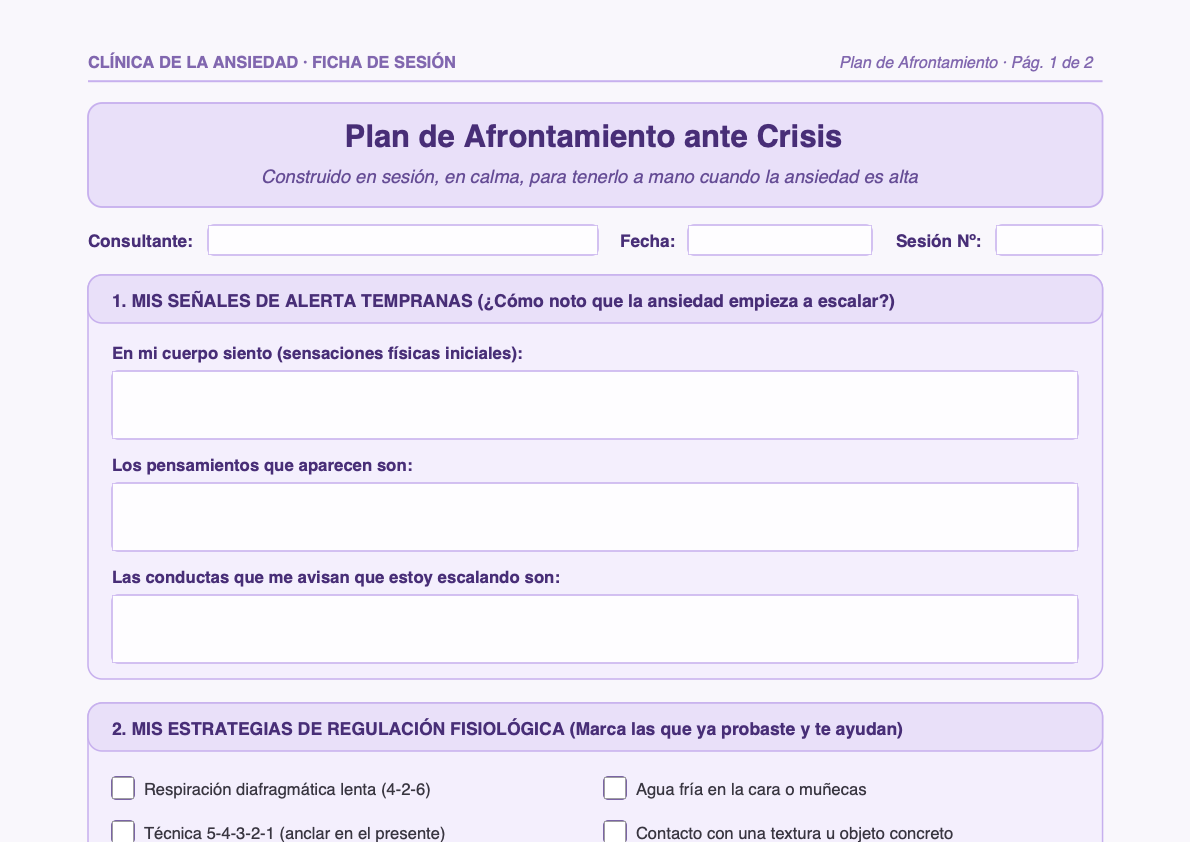 CLÍNICA DE LA ANSIEDAD · FICHA DE SESIÓN
Plan de Afrontamiento · Pág. 1 de 2
Plan de Afrontamiento ante Crisis
Construido en sesión, en calma, para tenerlo a mano cuando la ansiedad es alta
Consultante: Fecha: Sesión Nº:
1. MIS SEÑALES DE ALERTA TEMPRANAS (¿Cómo noto que la ansiedad empieza a escalar?)
En mi cuerpo siento (sensaciones físicas iniciales):
Los pensamientos que aparecen son:
Las conductas que me avisan que estoy escalando son:
2. MIS ESTRATEGIAS DE REGULACIÓN FISIOLÓGICA (Marca las que ya probaste y te ayudan)
Respiración diafragmática lenta (4-2-6)
Agua fría en la cara o muñecas
Técnica 5-4-3-2-1 (anclar en el presente)
Contacto con una textura u objeto concreto